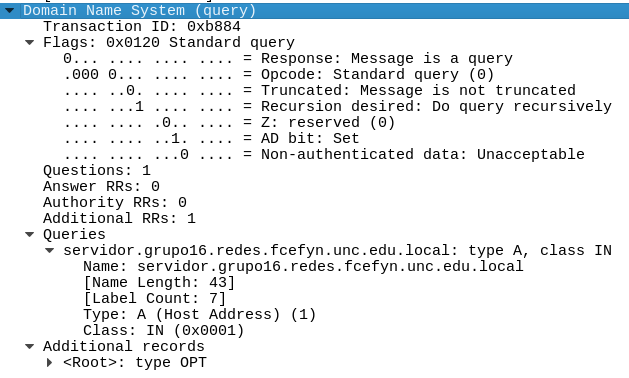 Domain Name System (query)
Transaction ID: 0xb884
Flags: 0x0120 Standard query
0... .... .... .... = Response: Message is a query
.000 0... .... .... = Opcode: Standard query (0)
.... ..0. .... .... = Truncated: Message is not truncated
.... ...1 .... .... = Recursion desired: Do query recursively
.... .... .0.. .... = Z: reserved (0)
.... .... ..1. .... = AD bit: Set
.... .... ...0 .... = Non-authenticated data: Unacceptable
Questions: 1
Answer RRs: 0
Authority RRs: 0
Additional RRs: 1
Queries
servidor.grupo16.redes.fcefyn.unc.edu.local: type A, class IN
Name: servidor.grupo16.redes.fcefyn.unc.edu.local
[Name Length: 43]
[Label Count: 7]
Type: A (Host Address) (1)
Class: IN (0x0001)
Additional records
<Root>: type OPT